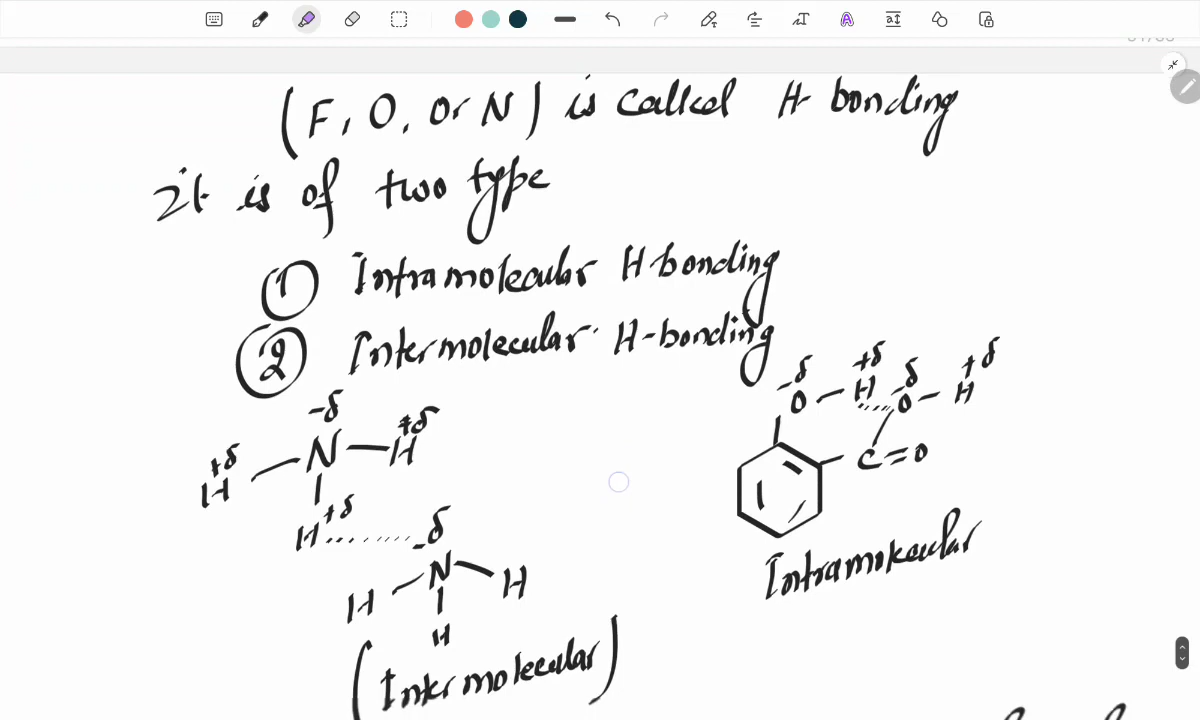 (F, O, or N) is called H- bonding
It is of two type
① Intramolecular H-bonding
② Intermolecular H-bonding
-δ
+δ N — H +δ
H
H +δ ........ -δ
H N H
H
(Intermolecular)
-δ +δ -δ +δ
O — H ..... O — H
C = O
Intramolecular